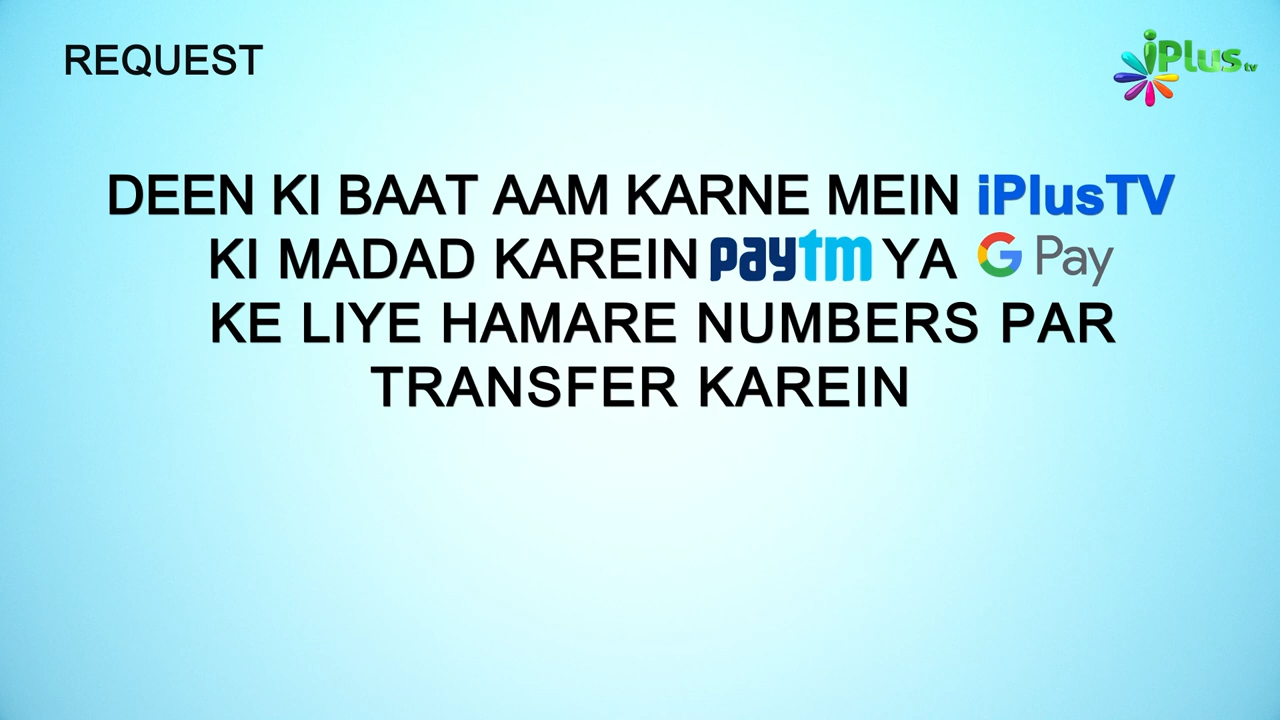 REQUEST
iPlus tv
DEEN KI BAAT AAM KARNE MEIN iPlusTV
KI MADAD KAREIN paytm YA G Pay
KE LIYE HAMARE NUMBERS PAR
TRANSFER KAREIN